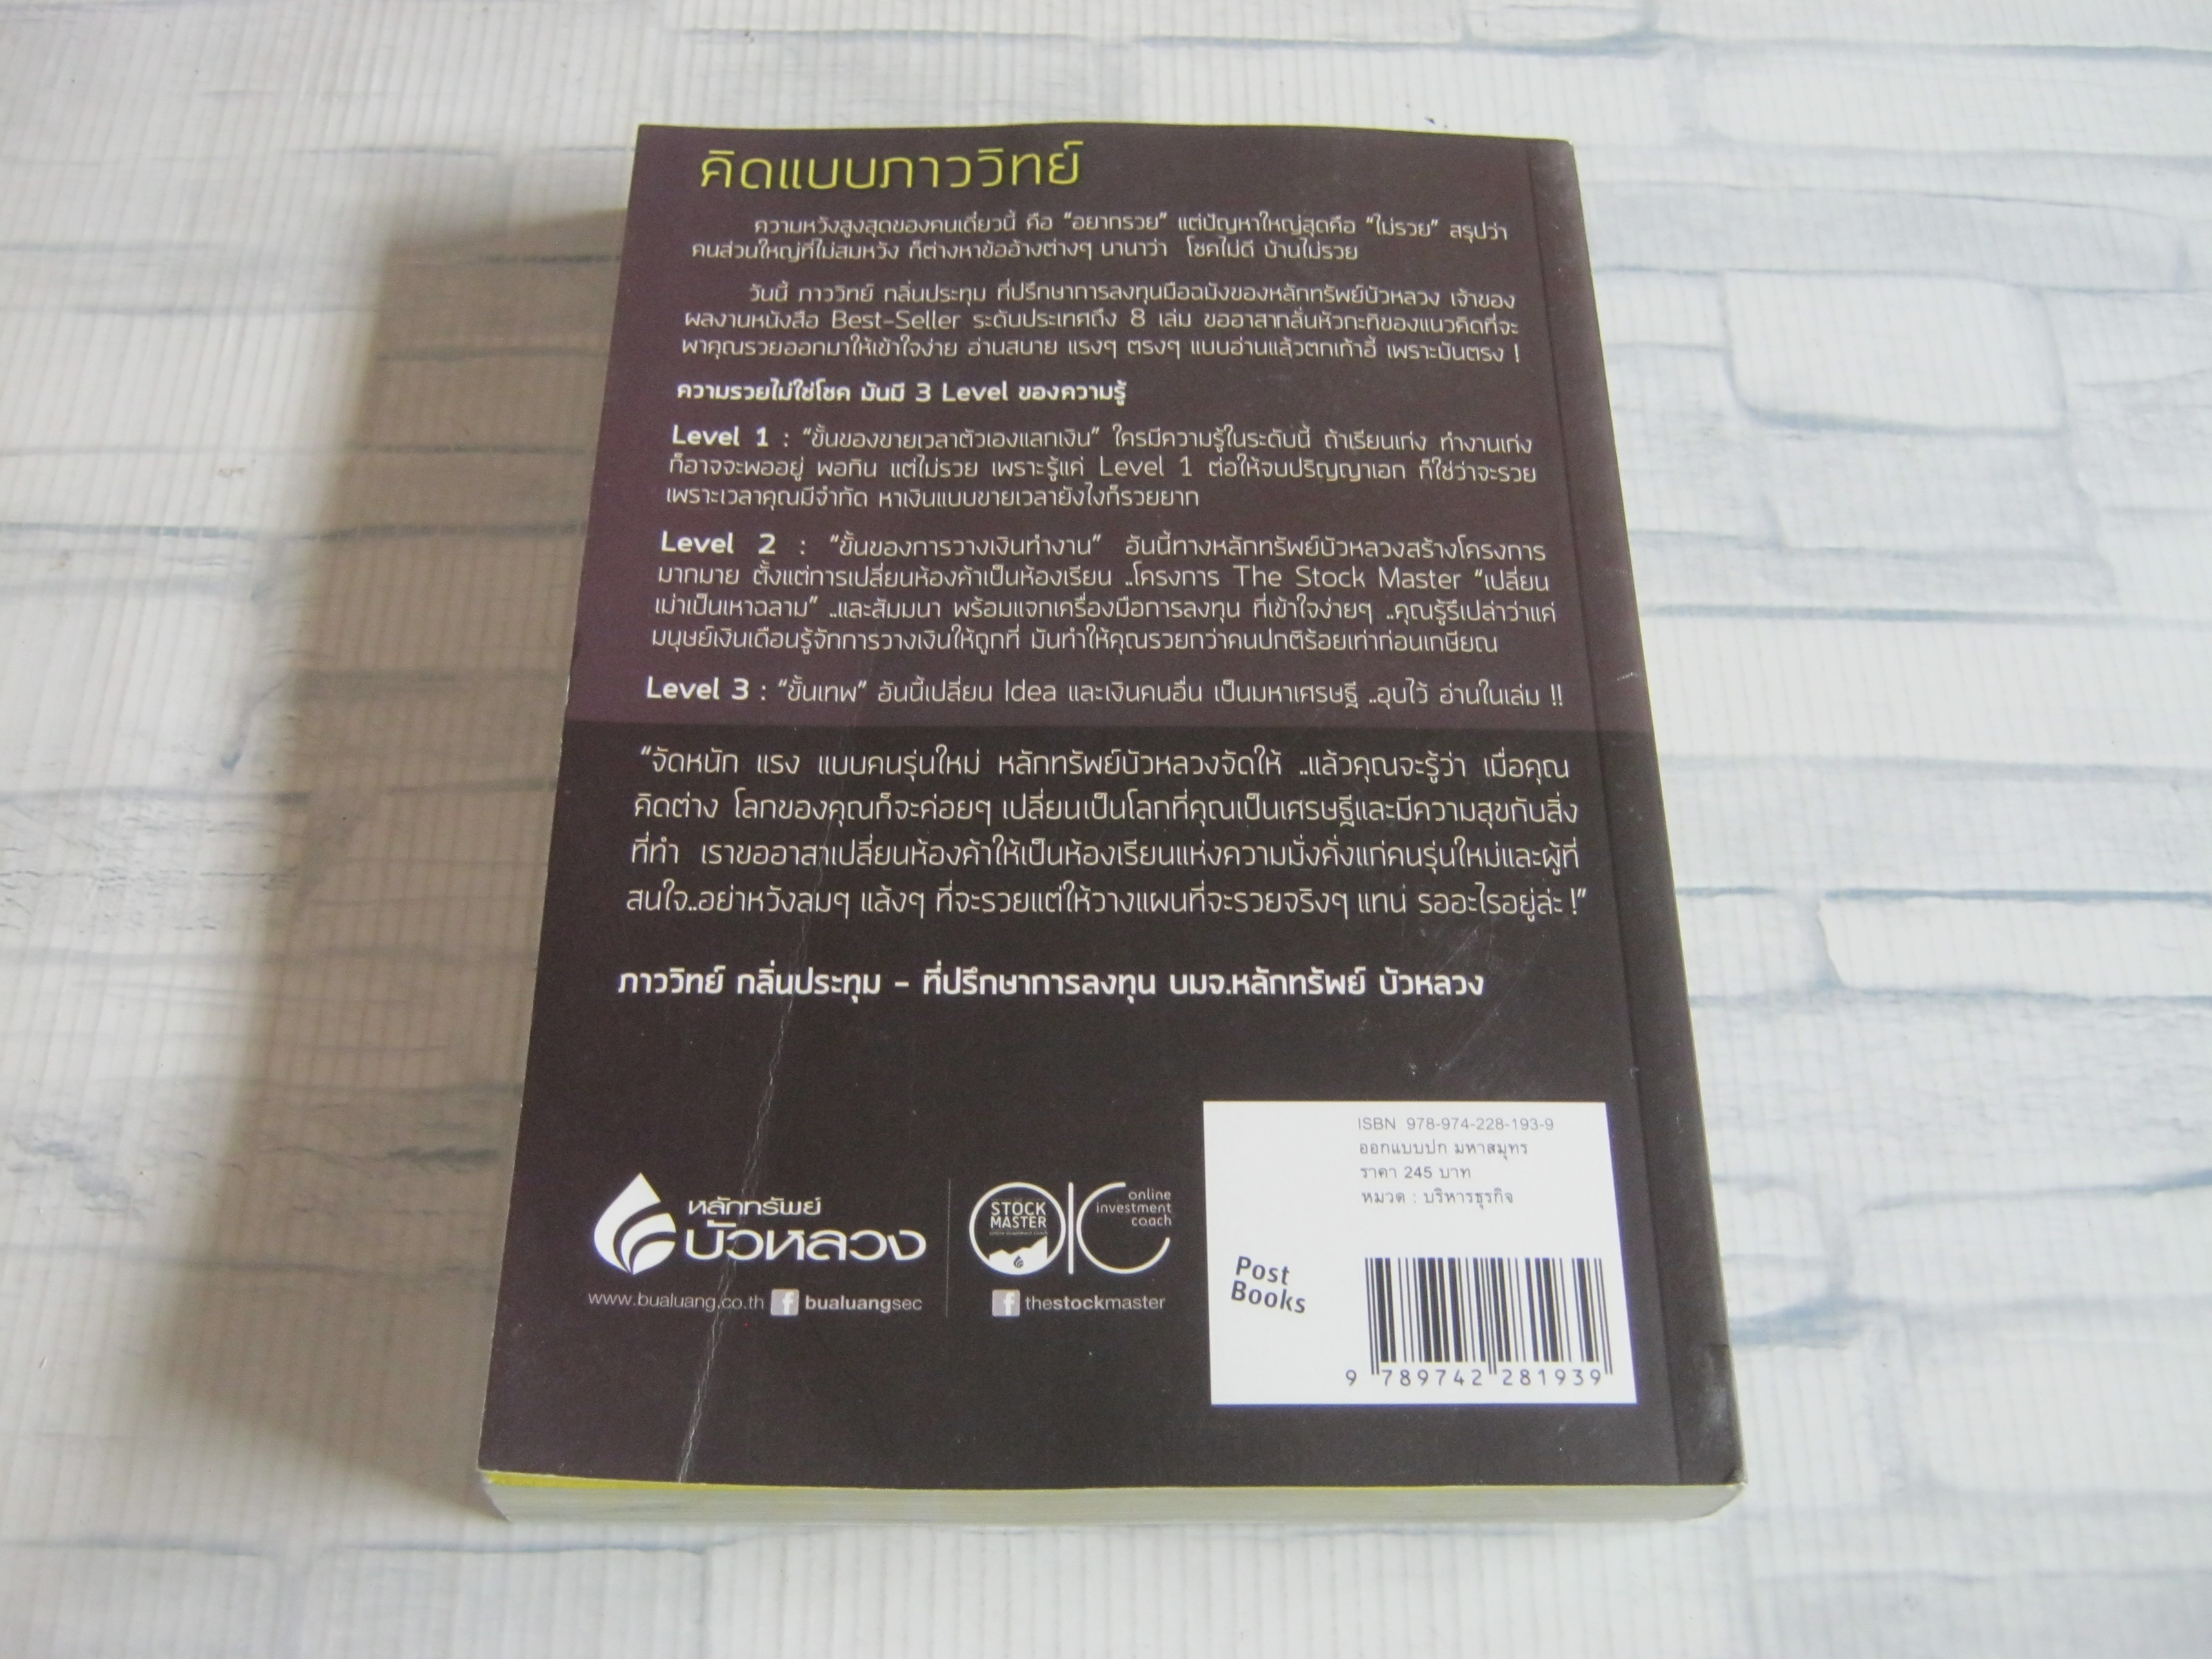 คิดแบบภาววิทย์
ความหวังสูงสุดของคนเดี๋ยวนี้ คือ “อยากรวย” แต่ปัญหาใหญ่สุดคือ “ไม่รวย” สรุปว่า
คนส่วนใหญ่ที่ไม่สมหวัง ก็ต่างหาข้ออ้างต่างๆ นานาว่า โชคไม่ดี บ้านไม่รวย
วันนี้ ภาววิทย์ กลิ่นประทุม ที่ปรึกษาการลงทุนมือฉมังของหลักทรัพย์บัวหลวง เจ้าของ
ผลงานหนังสือ Best-Seller ระดับประเทศถึง 8 เล่ม ขออาสากลั่นหัวกะทิของแนวคิดที่จะ
พาคุณรวยออกมาให้เข้าใจง่าย อ่านสบาย แรงๆ ตรงๆ แบบอ่านแล้วตกเก้าอี้ เพราะมันตรง !
ความรวยไม่ใช่โชค มันมี 3 Level ของความรู้
Level 1 : “ขั้นของขายเวลาตัวเองแลกเงิน” ใครมีความรู้ในระดับนี้ ถ้าเรียนเก่ง ทำงานเก่ง
ก็อาจจะพออยู่ พอกิน แต่ไม่รวย เพราะรู้แค่ Level 1 ต่อให้จบปริญญาเอก ก็ใช่ว่าจะรวย
เพราะเวลาคุณมีจำกัด หาเงินแบบขายเวลายังไงก็รวยยาก
Level 2 : “ขั้นของการวางเงินทำงาน” อันนี้ทางหลักทรัพย์บัวหลวงสร้างโครงการ
มากมาย ตั้งแต่การเปลี่ยนห้องค้าเป็นห้องเรียน ..โครงการ The Stock Master “เปลี่ยน
เม่าเป็นเหาฉลาม” ..และสัมมนา พร้อมแจกเครื่องมือการลงทุน ที่เข้าใจง่ายๆ ..คุณรู้รึเปล่าว่าแค่
มนุษย์เงินเดือนรู้จักการวางเงินให้ถูกที่ มันทำให้คุณรวยกว่าคนปกติร้อยเท่าก่อนเกษียณ
Level 3 : “ขั้นเทพ” อันนี้เปลี่ยน Idea และเงินคนอื่น เป็นมหาเศรษฐี ..อุบไว้ อ่านในเล่ม !!
“จัดหนัก แรง แบบคนรุ่นใหม่ หลักทรัพย์บัวหลวงจัดให้ ..แล้วคุณจะรู้ว่า เมื่อคุณ
คิดต่าง โลกของคุณก็จะค่อยๆ เปลี่ยนเป็นโลกที่คุณเป็นเศรษฐีและมีความสุขกับสิ่ง
ที่ทำ เราขออาสาเปลี่ยนห้องค้าให้เป็นห้องเรียนแห่งความมั่งคั่งแก่คนรุ่นใหม่และผู้ที่
สนใจ..อย่าหวังลมๆ แล้งๆ ที่จะรวยแต่ให้วางแผนที่จะรวยจริงๆ แทน รออะไรอยู่ล่ะ !”
ภาววิทย์ กลิ่นประทุม - ที่ปรึกษาการลงทุน บมจ.หลักทรัพย์ บัวหลวง
หลักทรัพย์
บัวหลวง
www.bualuang.co.th f bualuangsec
STOCK
MASTER
online
investment
coach
f thestockmaster
ISBN 978-974-228-193-9
ออกแบบปก มหาสมุทร
ราคา 245 บาท
หมวด : บริหารธุรกิจ
Post
Books
9 789742 281939